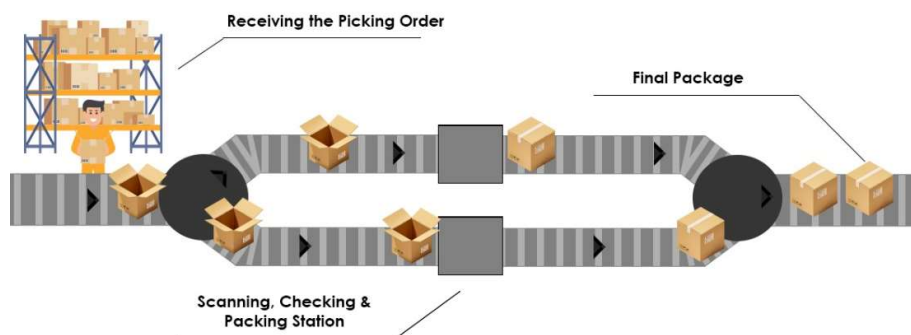 Receiving the Picking Order
Final Package
Scanning, Checking &
Packing Station